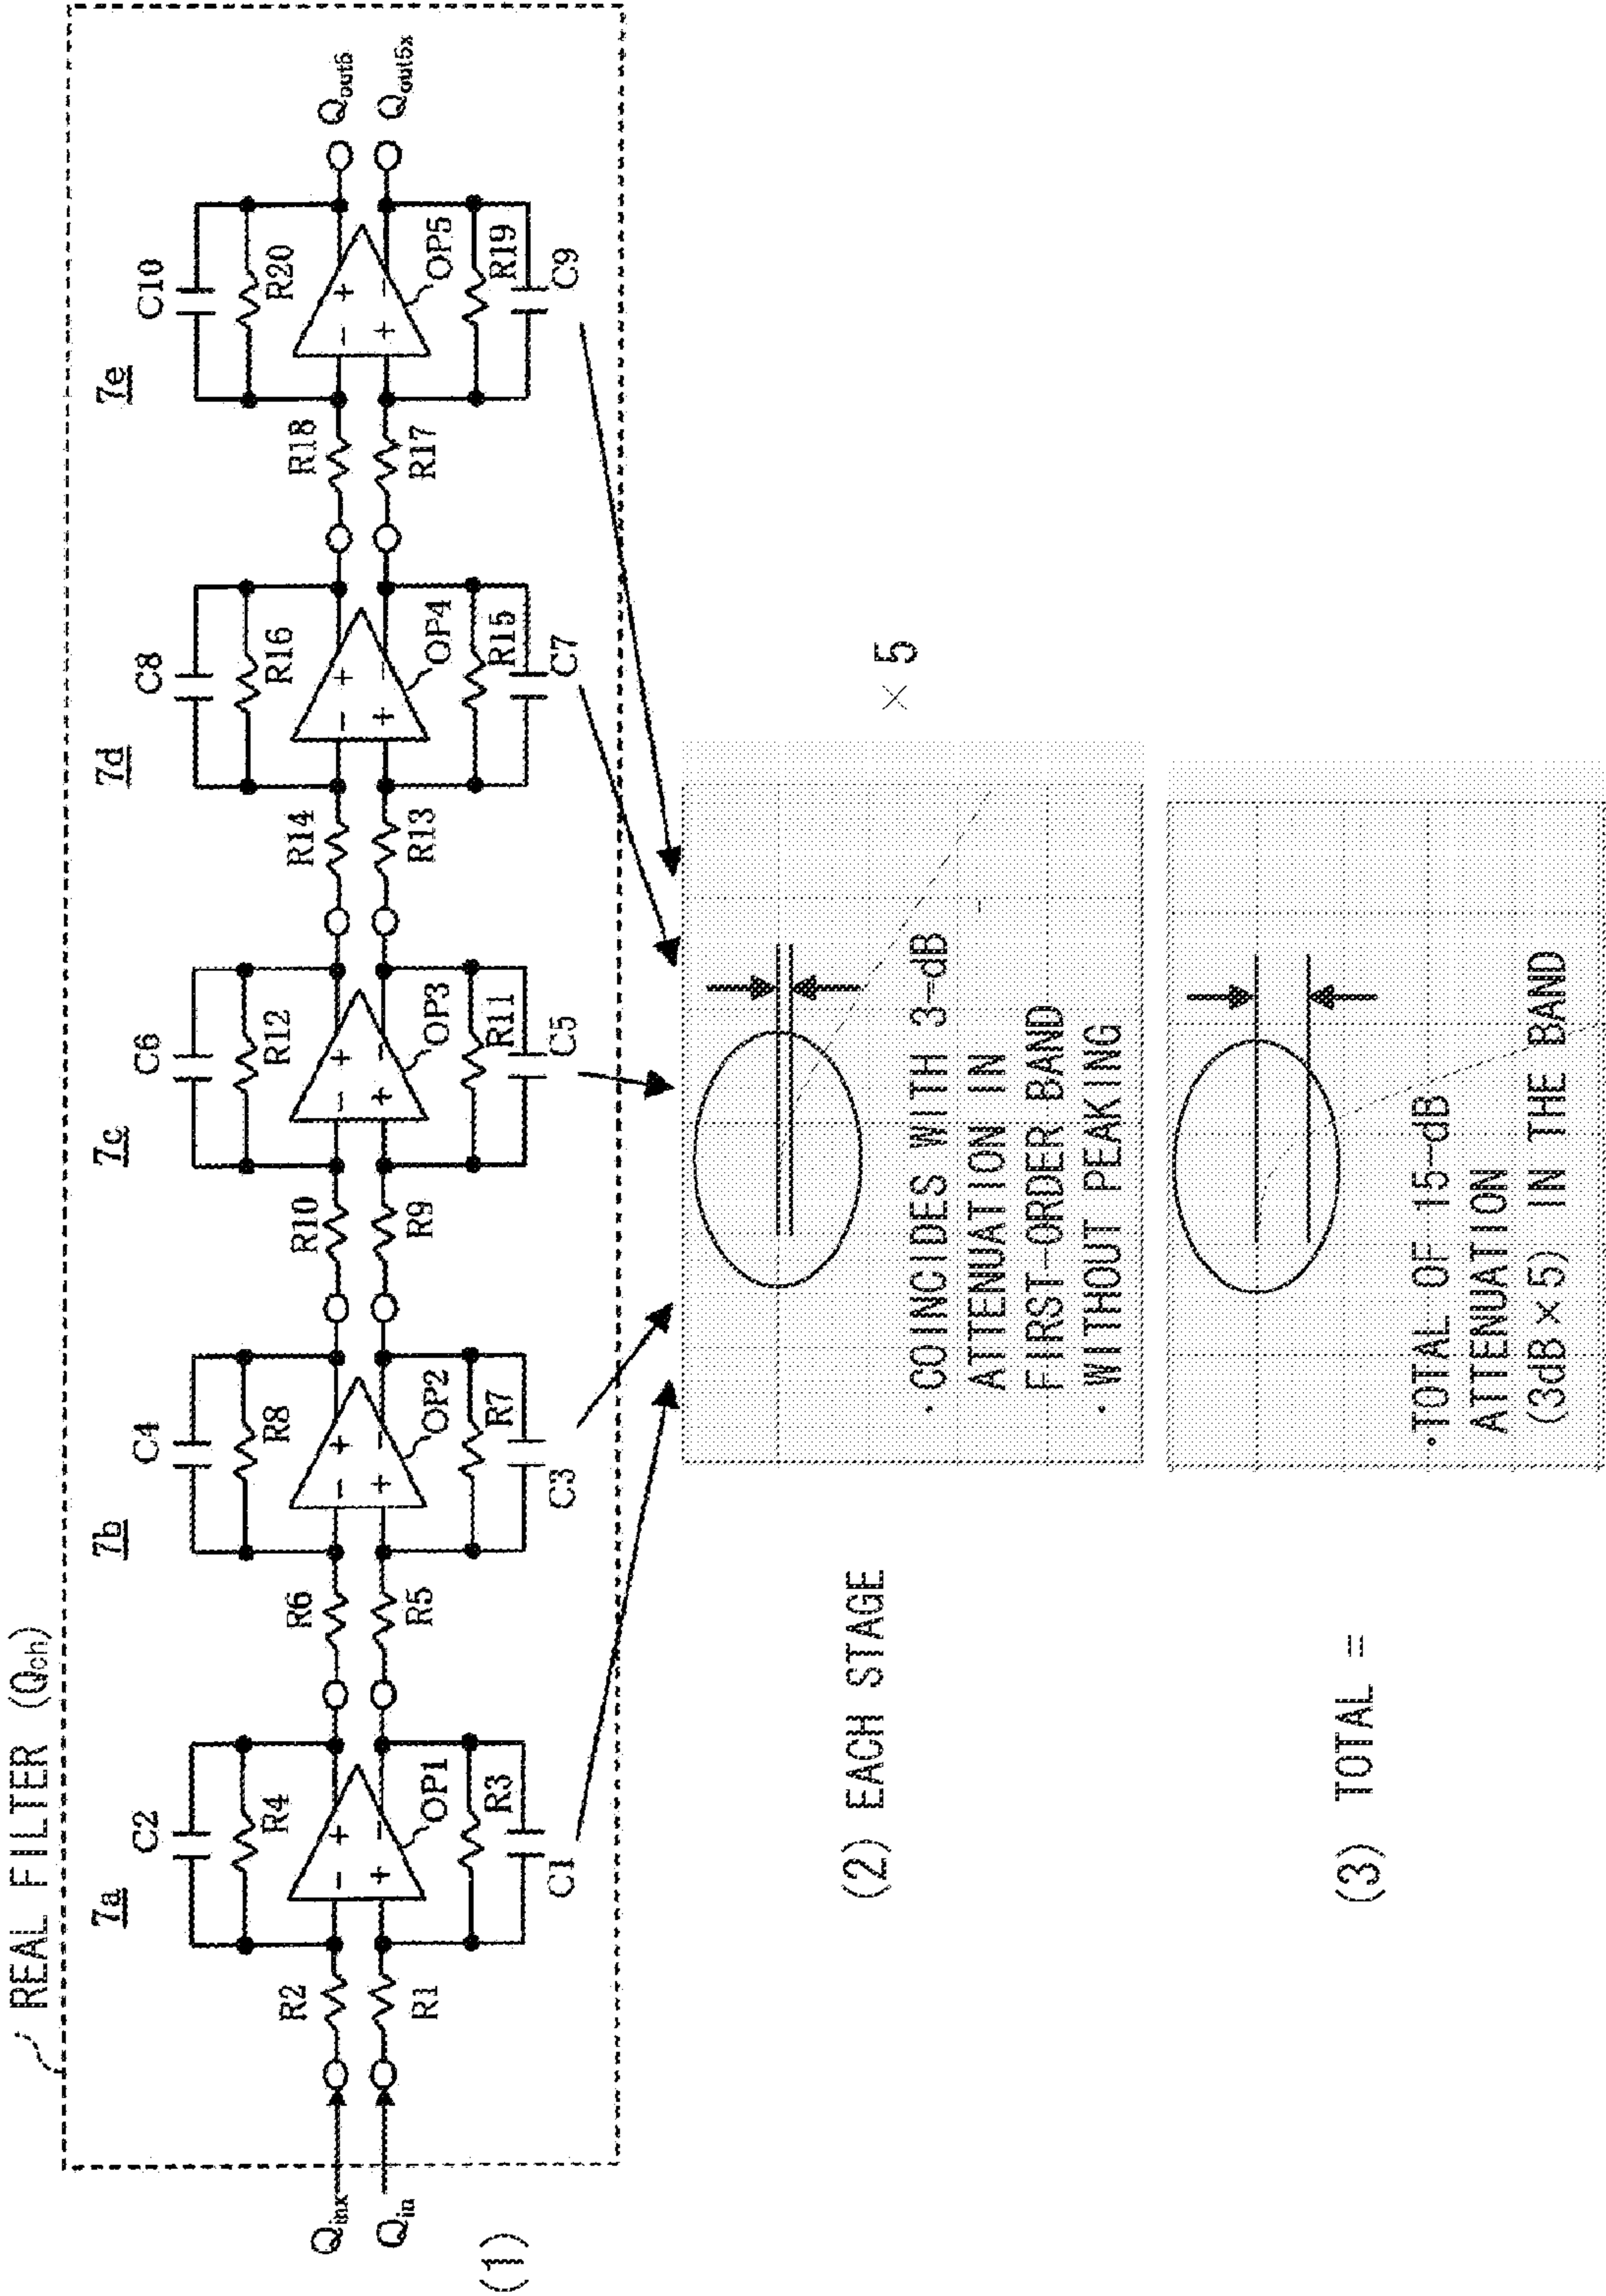 REAL FILTER (Qch)
7a
7b
7c
7d
7e
C2
C4
C6
C8
C10
R4
R8
R12
R16
R20
R2
R6
R10
R14
R18
Qinx
− +
− +
− +
− +
− +
Qin
+ −
+ −
+ −
+ −
+ −
Qout5x
R1
R5
R9
R13
R17
OP1
OP2
OP3
OP4
OP5
R3
R7
R11
R15
R19
C1
C3
C5
C7
C9
(1)
(2) EACH STAGE
× 5
· COINCIDES WITH 3-dB
ATTENUATION IN
FIRST-ORDER BAND
· WITHOUT PEAKING
(3) TOTAL =
·TOTAL OF 15-dB
ATTENUATION
(3dB×5) IN THE BAND